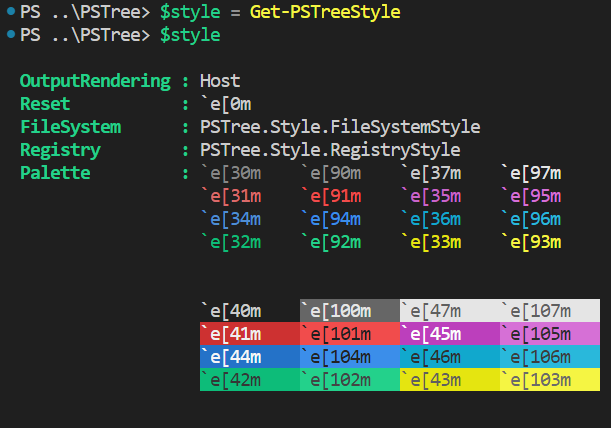 PS ..\PSTree> $style = Get-PSTreeStyle
PS ..\PSTree> $style
OutputRendering : Host
Reset : `e[0m
FileSystem : PSTree.Style.FileSystemStyle
Registry : PSTree.Style.RegistryStyle
Palette : `e[30m `e[90m `e[37m `e[97m
`e[31m `e[91m `e[35m `e[95m
`e[34m `e[94m `e[36m `e[96m
`e[32m `e[92m `e[33m `e[93m
`e[40m `e[100m `e[47m `e[107m
`e[41m `e[101m `e[45m `e[105m
`e[44m `e[104m `e[46m `e[106m
`e[42m `e[102m `e[43m `e[103m